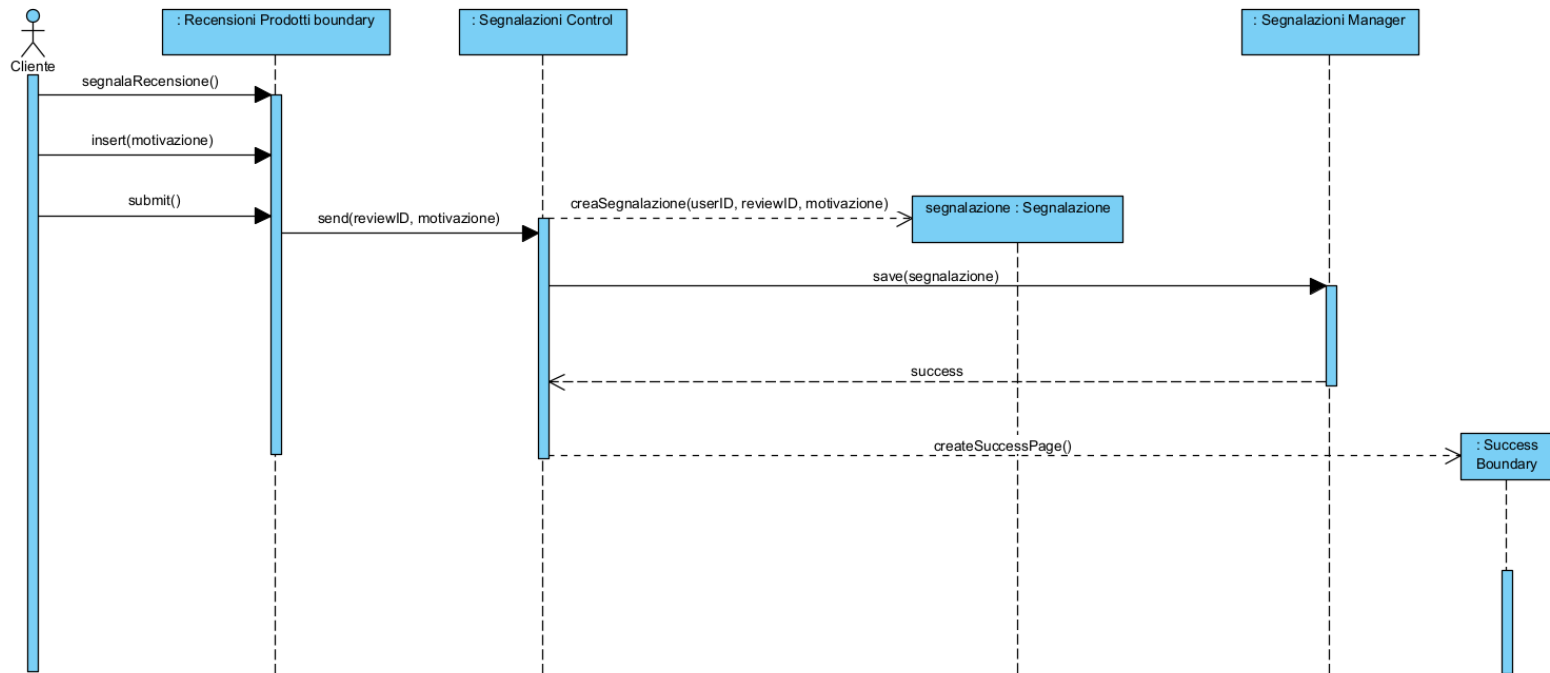 : Recensioni Prodotti boundary
: Segnalazioni Control
: Segnalazioni Manager
Cliente
segnalaRecensione()
insert(motivazione)
submit()
send(reviewID, motivazione)
creaSegnalazione(userID, reviewID, motivazione)
segnalazione : Segnalazione
save(segnalazione)
success
createSuccessPage()
: Success
Boundary